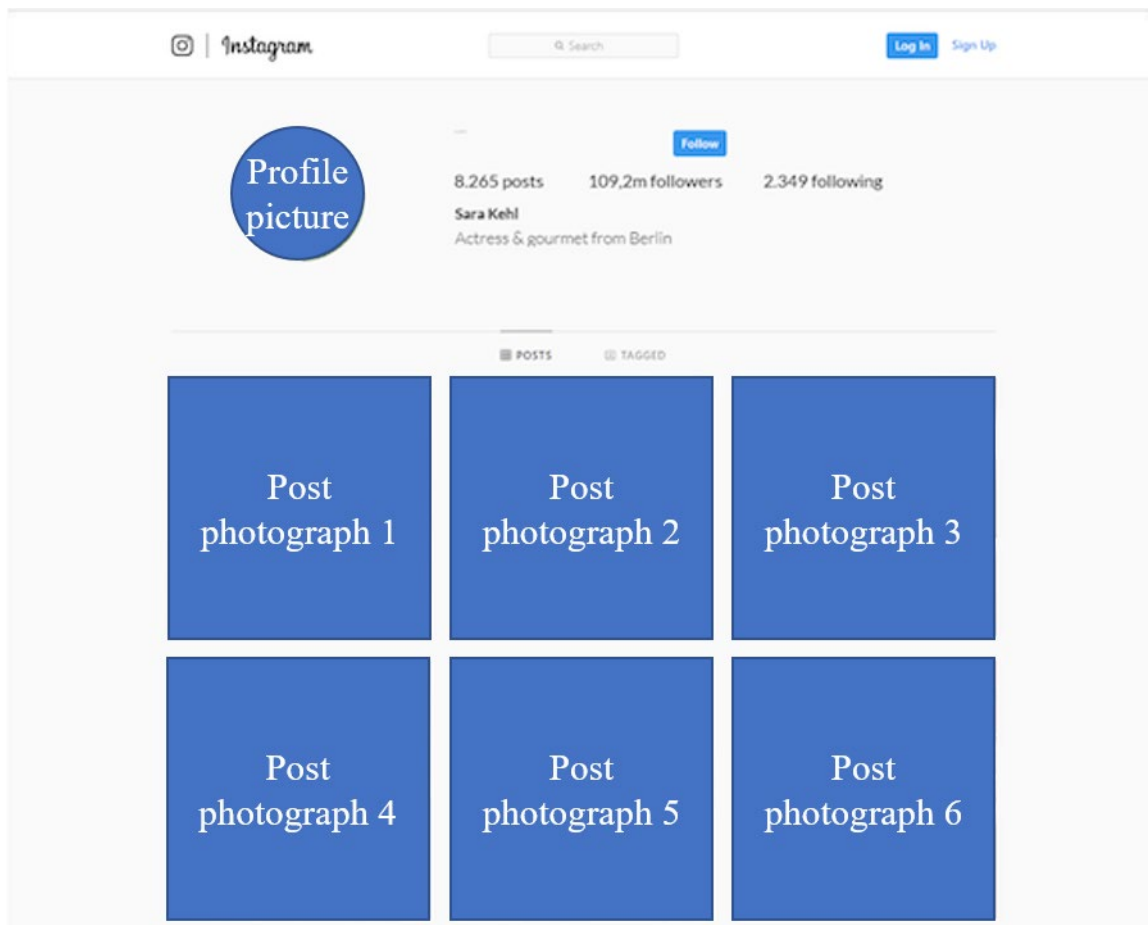 Instagram Search Log In Sign Up
Profile
picture
Follow
8.265 posts 109,2m followers 2.349 following
Sara Kehl
Actress & gourmet from Berlin
POSTS TAGGED
Post
photograph 1
Post
photograph 2
Post
photograph 3
Post
photograph 4
Post
photograph 5
Post
photograph 6